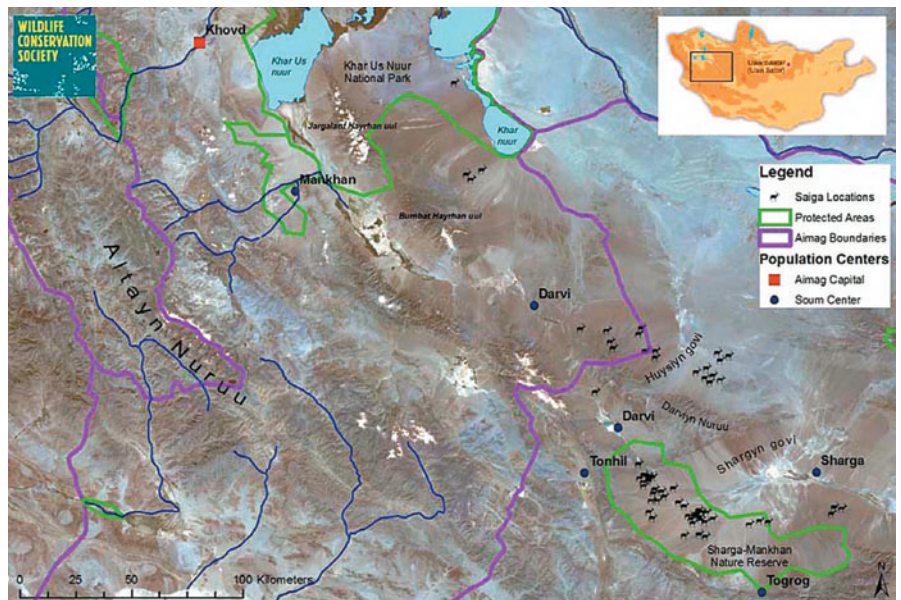 WILDLIFE
CONSERVATION
SOCIETY
Khovd
Khar Us
nuur
Khar Us Nuur
National Park
Jargalant Hayrhan uul
Khar
nuur
Mankhan
Bumbat Hayrhan uul
Altayn Nuruu
Darvi
Huysiyn govi
Darviyn Nuruu
Darvi
Shargyn govi
Tonhil
Sharga
Sharga-Mankhan
Nature Reserve
Togrog
Legend
Saiga Locations
Protected Areas
Aimag Boundaries
Population Centers
Aimag Capital
Soum Center
0 25 50 100 Kilometers
N